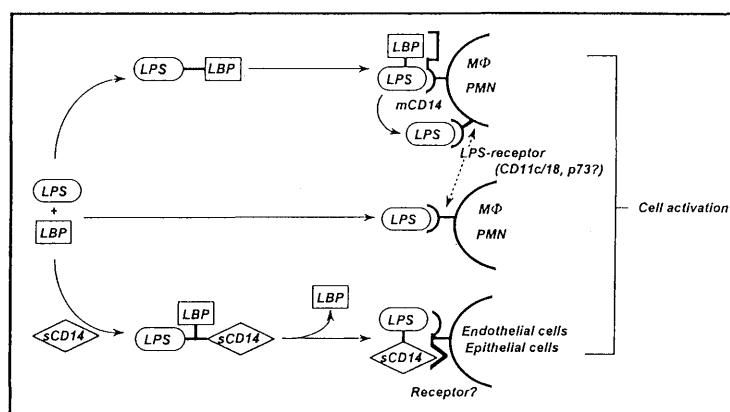 LPS LBP
LBP
LPS
mCD14
LPS
MΦ
PMN
LPS-receptor
(CD11c/18, p73?)
LPS
+
LBP
LPS
MΦ
PMN
Cell activation
sCD14
LBP
LPS sCD14
LBP
LPS
sCD14
Endothelial cells
Epithelial cells
Receptor?